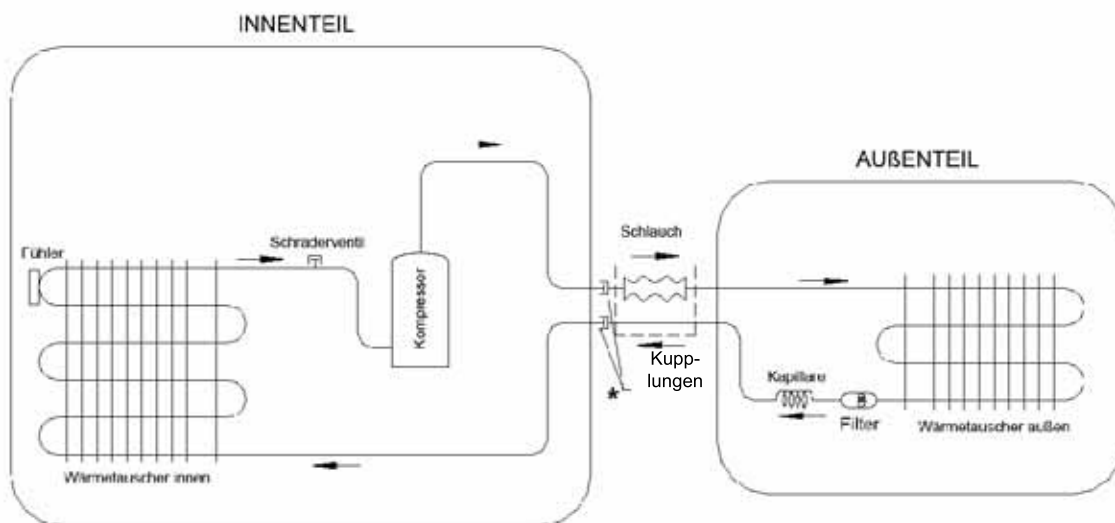 INNENTEIL
AUßENTEIL
Schlauch
Fühler
Schraderventil
Kompressor
Kupp-
lungen
*
Kapillare
Filter
Wärmetauscher außen
Wärmetauscher innen